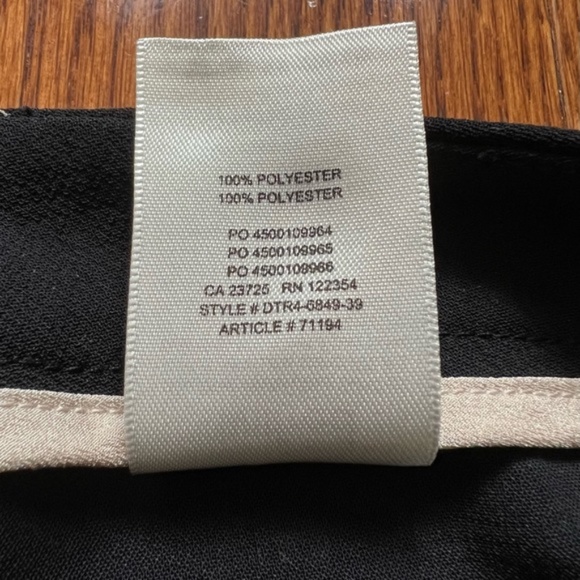 100% POLYESTER
100% POLYESTER
PO 4500109964
PO 4500109965
PO 4500109966
CA 23725 RN 122354
STYLE # DTR4-6849-39
ARTICLE # 71194